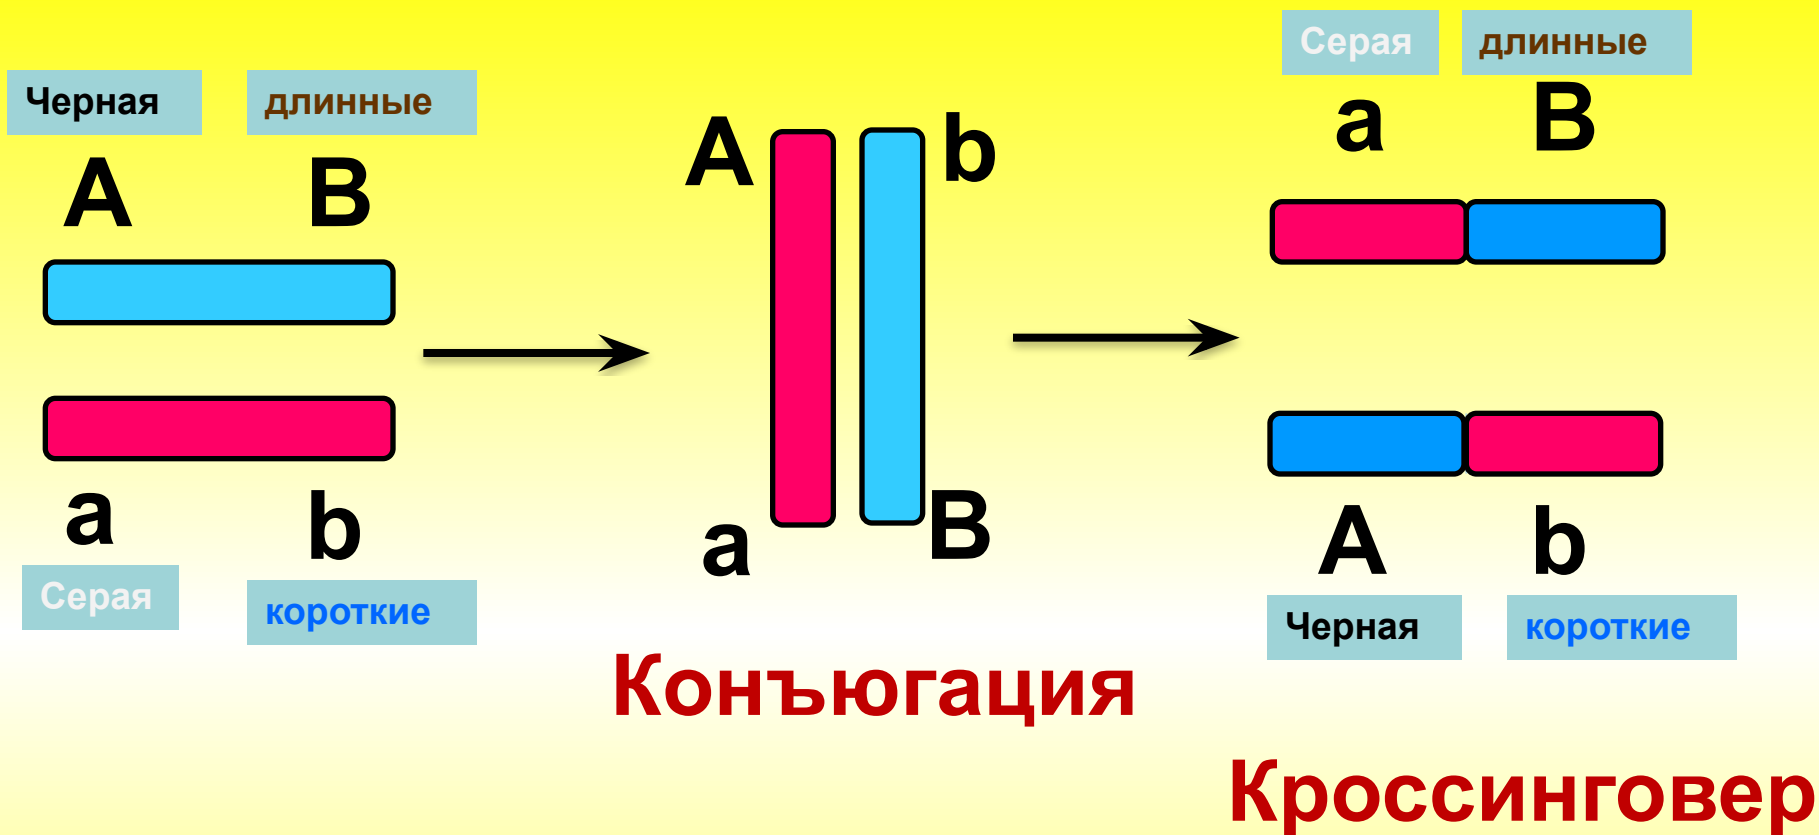 Черная длинные
A B
a b
Серая короткие
A b
a B
Конъюгация
Серая длинные
a B
A b
Черная короткие
Кроссинговер